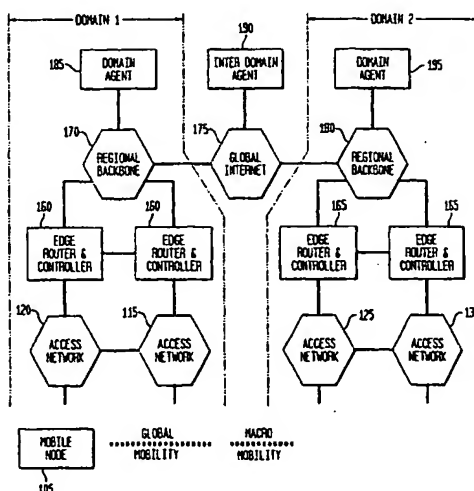 DOMAIN 1
DOMAIN 2
185
DOMAIN
AGENT
190
INTER DOMAIN
AGENT
DOMAIN
AGENT
195
170
REGIONAL
BACKBONE
175
GLOBAL
INTERNET
180
REGIONAL
BACKBONE
160
EDGE
ROUTER &
CONTROLLER
160
EDGE
ROUTER &
CONTROLLER
165
EDGE
ROUTER &
CONTROLLER
165
EDGE
ROUTER &
CONTROLLER
120
ACCESS
NETWORK
115
ACCESS
NETWORK
125
ACCESS
NETWORK
ACCESS
NETWORK
MOBILE
NODE
105
GLOBAL
MOBILITY
MACRO
MOBILITY